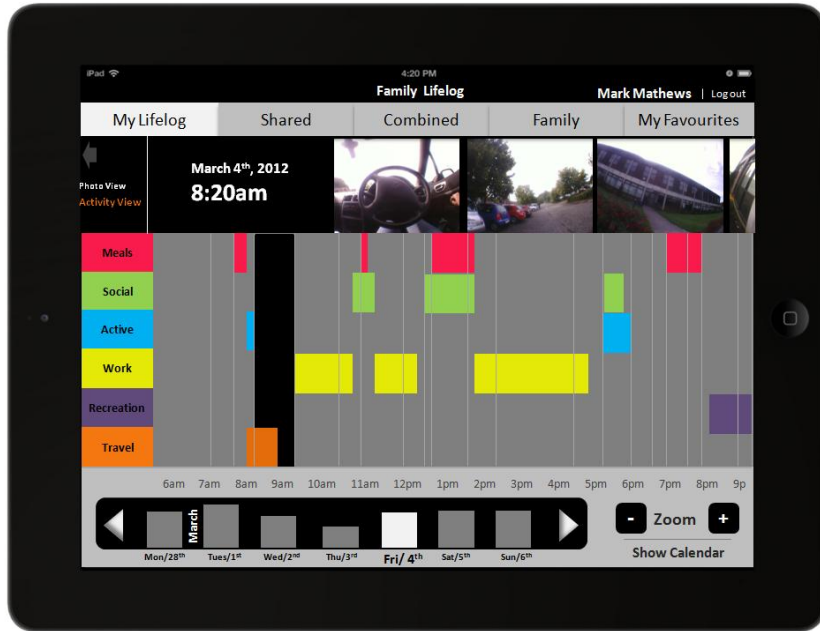 iPad
4:20 PM
Family Lifelog
Mark Mathews | Logout
My Lifelog
Shared
Combined
Family
My Favourites
Photo View
Activity View
March 4th, 2012
8:20am
Meals
Social
Active
Work
Recreation
Travel
6am 7am 8am 9am 10am 11am 12pm 1pm 2pm 3pm 4pm 5pm 6pm 7pm 8pm 9p
March
Mon/28th Tues/1st Wed/2nd Thu/3rd Fri/ 4th Sat/5th Sun/6th
- Zoom +
Show Calendar